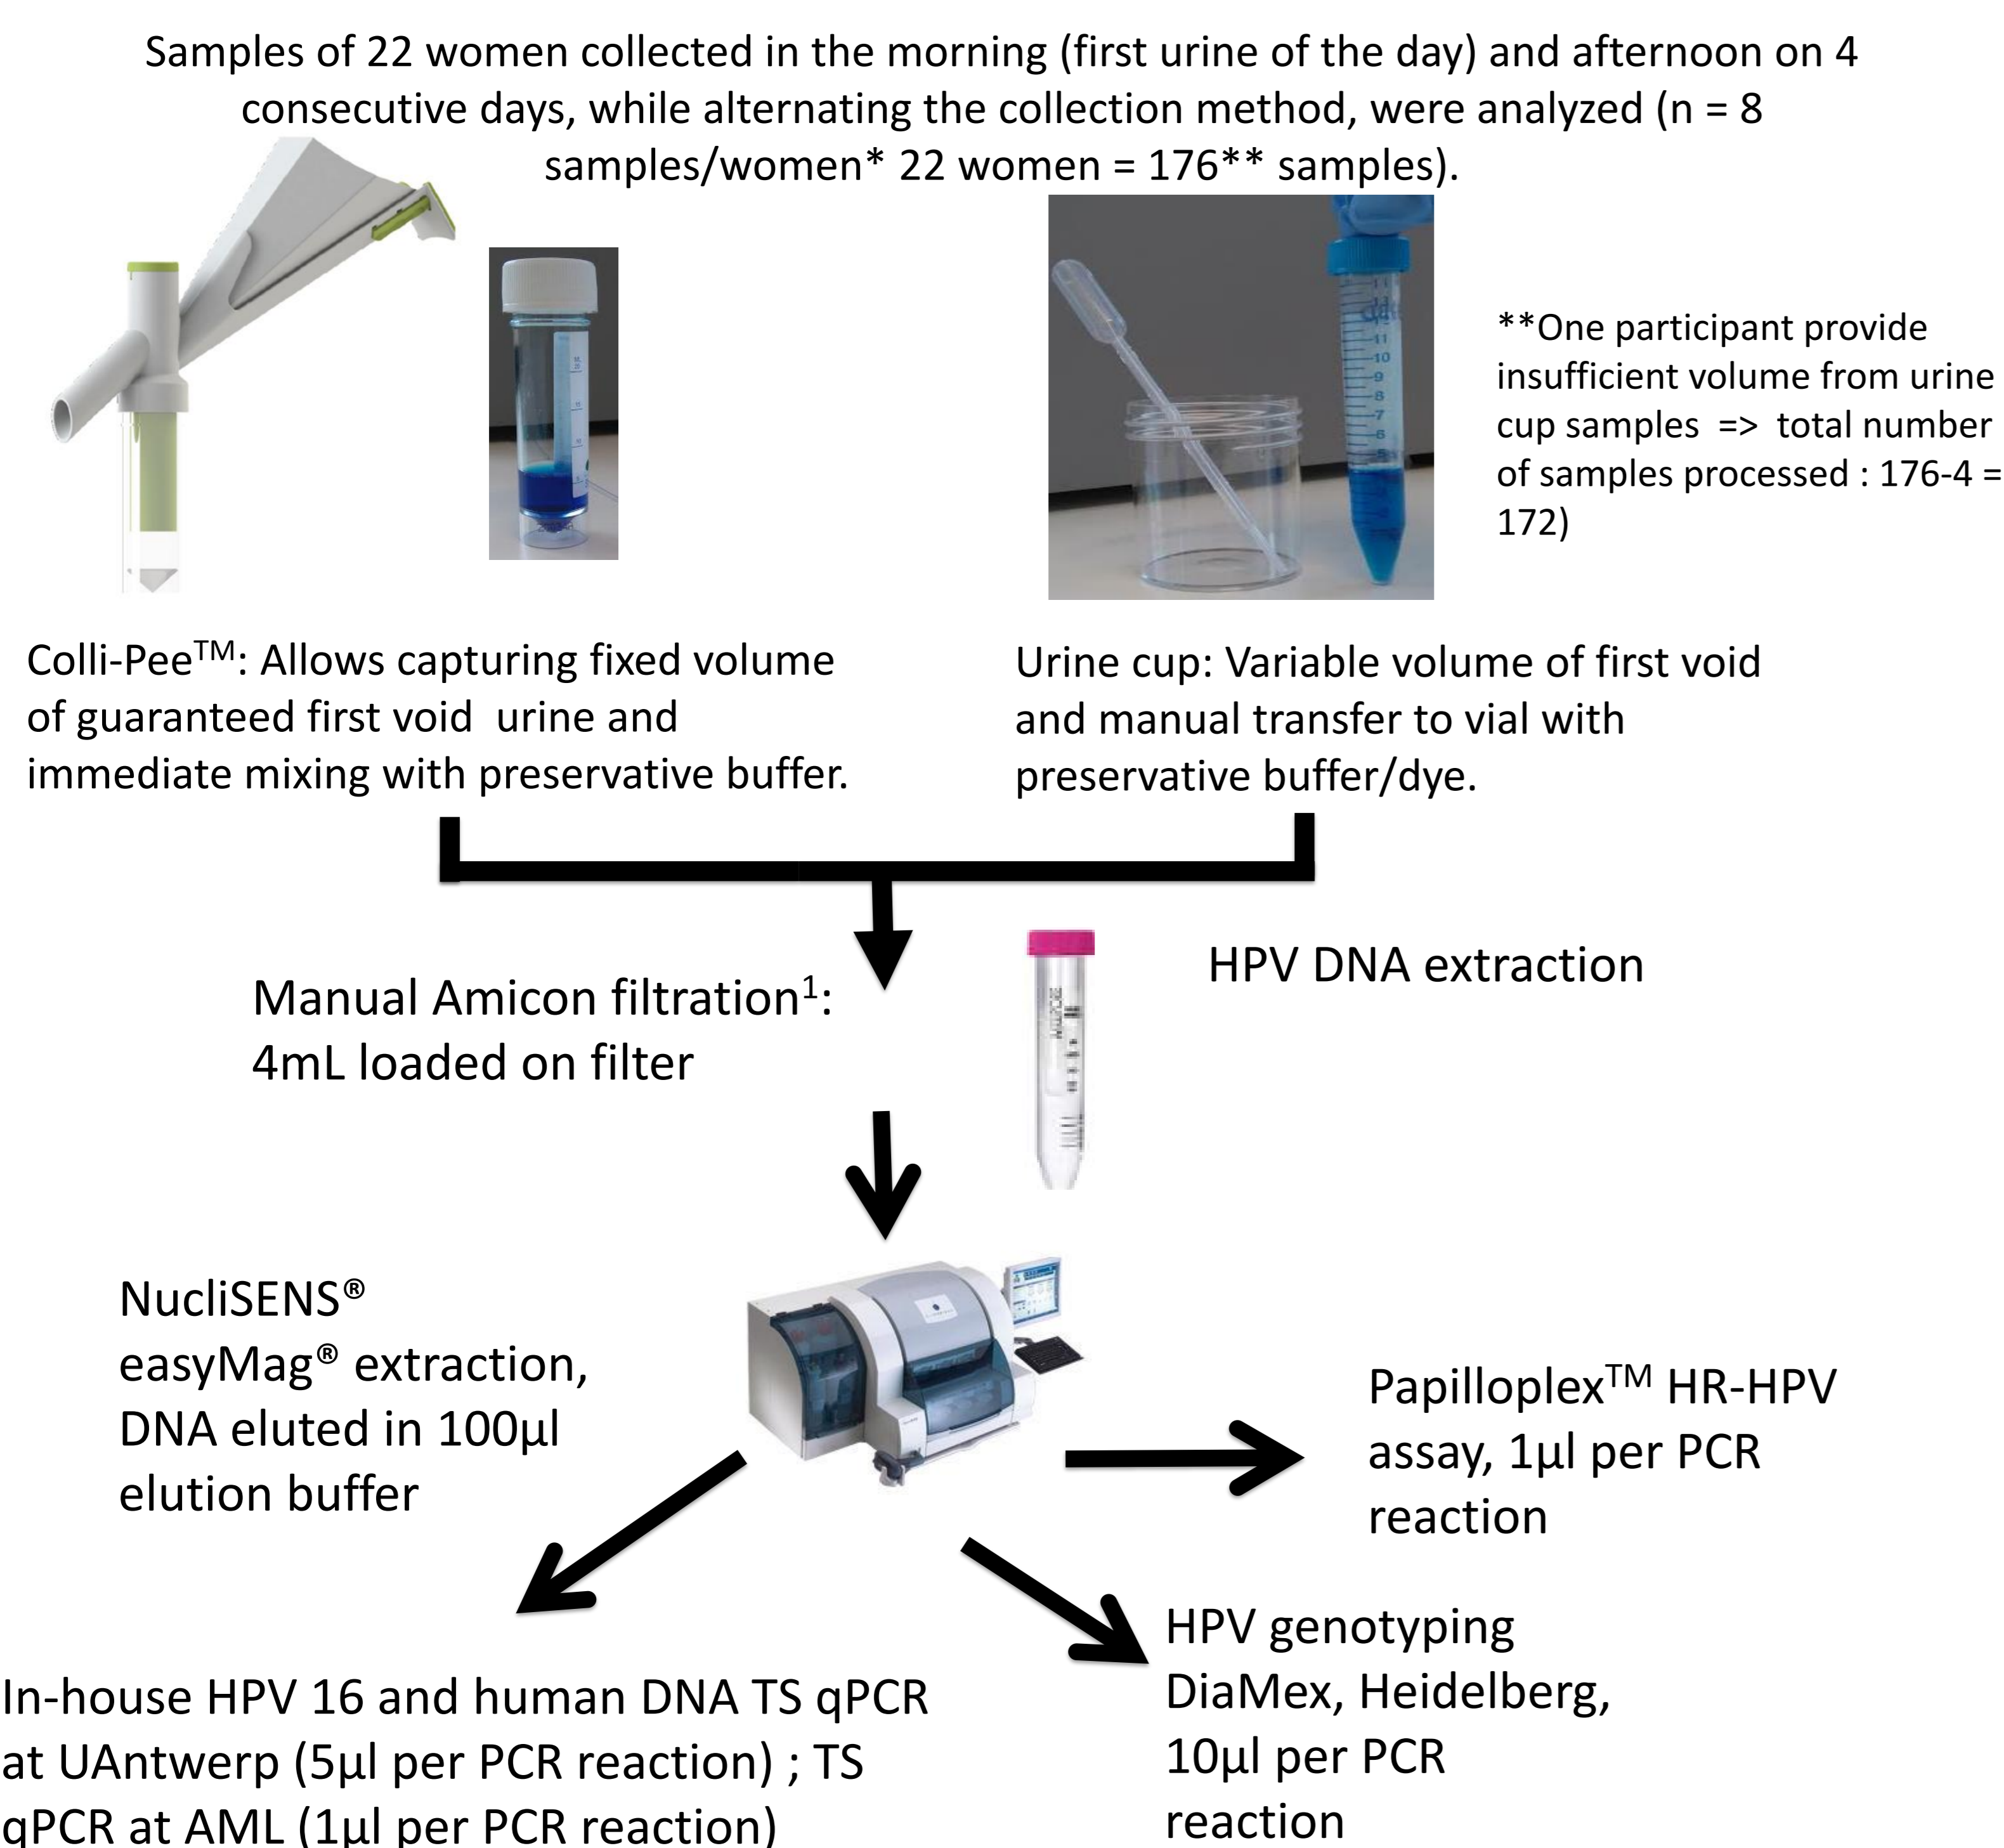 Samples of 22 women collected in the morning (first urine of the day) and afternoon on 4
consecutive days, while alternating the collection method, were analyzed (n = 8
samples/women* 22 women = 176** samples).
**One participant provide
insufficient volume from urine
cup samples => total number
of samples processed : 176-4 =
172)
Colli-Pee™: Allows capturing fixed volume
of guaranteed first void urine and
immediate mixing with preservative buffer.
Urine cup: Variable volume of first void
and manual transfer to vial with
preservative buffer/dye.
Manual Amicon filtration¹:
4mL loaded on filter
HPV DNA extraction
NucliSENS®
easyMag® extraction,
DNA eluted in 100µl
elution buffer
Papilloplex™ HR-HPV
assay, 1µl per PCR
reaction
In-house HPV 16 and human DNA TS qPCR
at UAntwerp (5µl per PCR reaction) ; TS
qPCR at AML (1µl per PCR reaction)
HPV genotyping
DiaMex, Heidelberg,
10µl per PCR
reaction